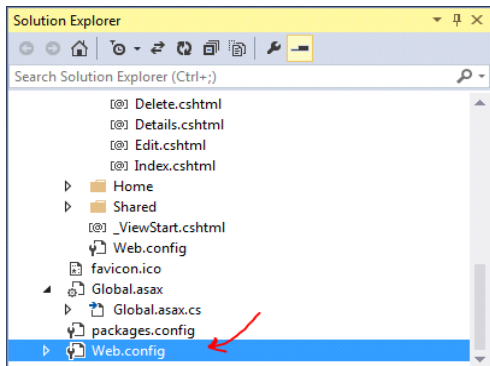 Solution Explorer
Search Solution Explorer (Ctrl+;)
[@] Delete.cshtml
[@] Details.cshtml
[@] Edit.cshtml
[@] Index.cshtml
Home
Shared
[@] _ViewStart.cshtml
Web.config
favicon.ico
Global.asax
Global.asax.cs
packages.config
Web.config